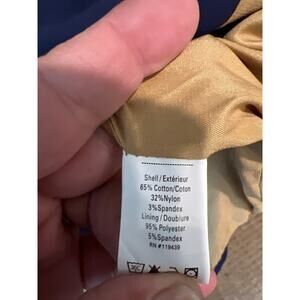 Shell/Extérieur
65% Cotton/Coton
32%Nylon
3%Spandex
Lining/Doublure
95% Polyester
5%Spandex
RN #119439